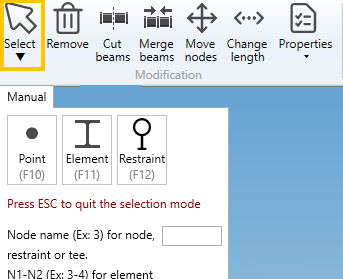 Select Remove Cut beams Merge beams Move nodes Change length Properties
Modification
Manual
Point (F10) Element (F11) Restraint (F12)
Press ESC to quit the selection mode
Node name (Ex: 3) for node,
restraint or tee.
N1-N2 (Ex: 3-4) for element